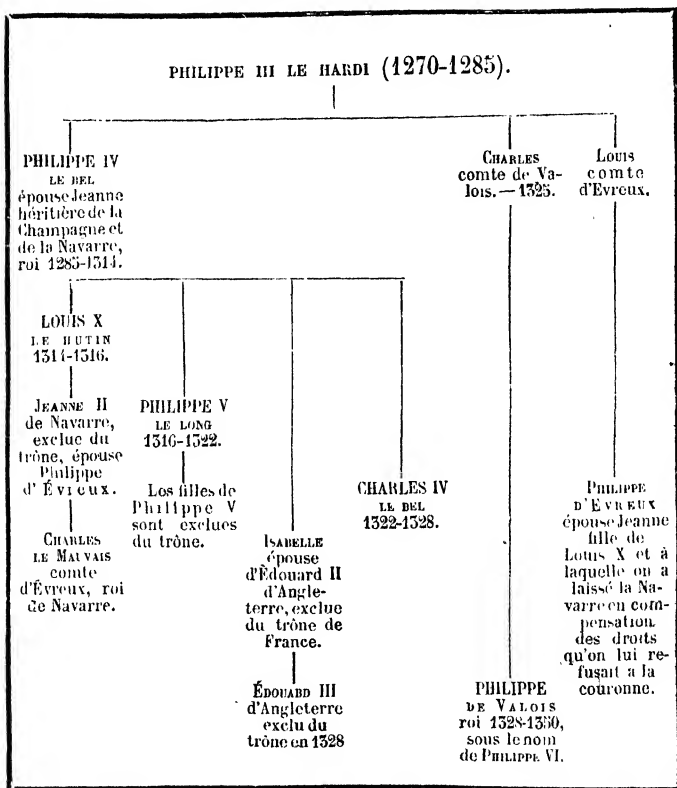 PHILIPPE III LE HARDI (1270-1285).
PHILIPPE IV
LE BEL
épouse Jeanne
héritière de la
Champagne et
de la Navarre,
roi 1285-1314.
CHARLES
comte de Va-
lois. — 1325.
LOUIS
comte
d'Evreux.
LOUIS X
LE HUTIN
1314-1316.
JEANNE II
de Navarre,
exclue du
trône, épouse
Philippe
d'ÉVREUX.
CHARLES
LE MAUVAIS
comte
d'Évreux, roi
de Navarre.
PHILIPPE V
LE LONG
1316-1322.
Les filles de
Philippe V
sont exclues
du trône.
ISABELLE
épouse
d'Édouard II
d'Angle-
terre, exclue
du trône de
France.
ÉDOUARD III
d'Angleterre
exclu du
trône en 1328
CHARLES IV
LE BEL
1322-1328.
PHILIPPE
DE VALOIS
roi 1328-1350,
sous le nom
de PHILIPPE VI.
PHILIPPE
D'EVREUX
épouse Jeanne
fille de
Louis X et à
laquelle on a
laissé la Na-
varre en com-
pensation
des droits
qu'on lui re-
fusait a la
couronne.